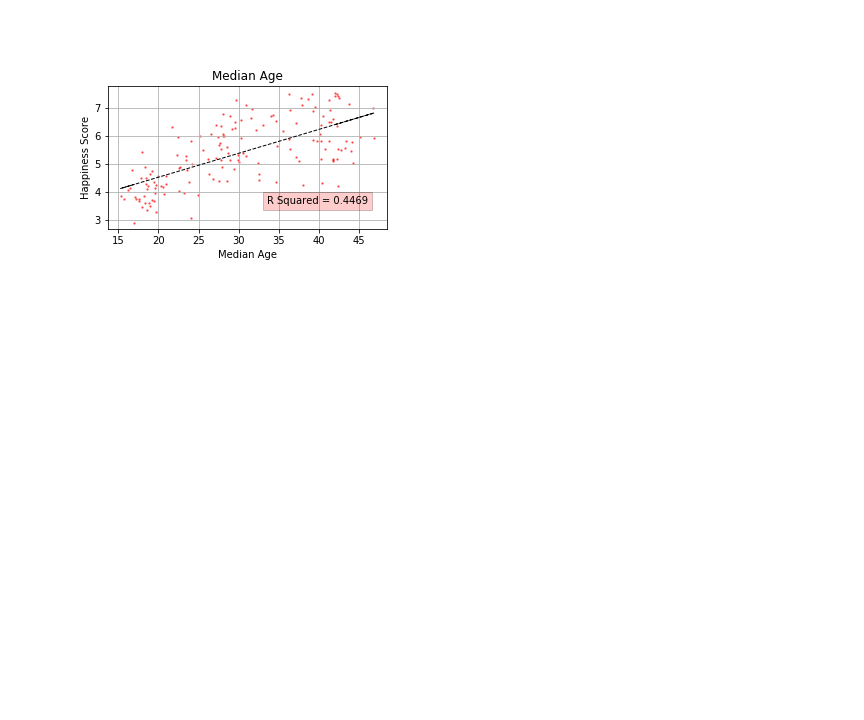 Median Age
Happiness Score
7
6
5
4
3
R Squared = 0.4469
15 20 25 30 35 40 45
Median Age